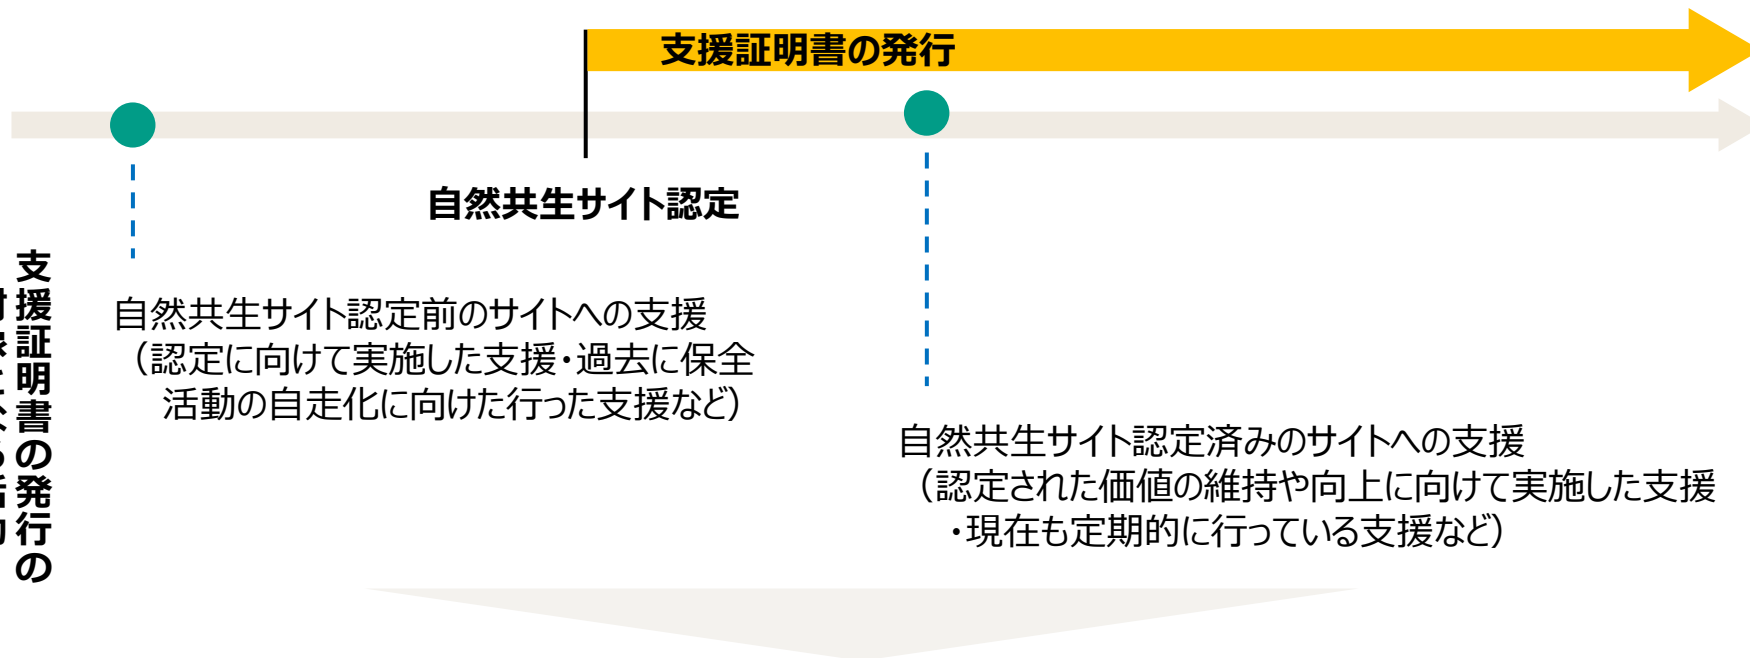 支援証明書の発行
自然共生サイト認定
支援証明書の発行の
自然共生サイト認定前のサイトへの支援
（認定に向けて実施した支援・過去に保全
活動の自走化に向けた行った支援など）
自然共生サイト認定済みのサイトへの支援
（認定された価値の維持や向上に向けて実施した支援
・現在も定期的に行っている支援など）